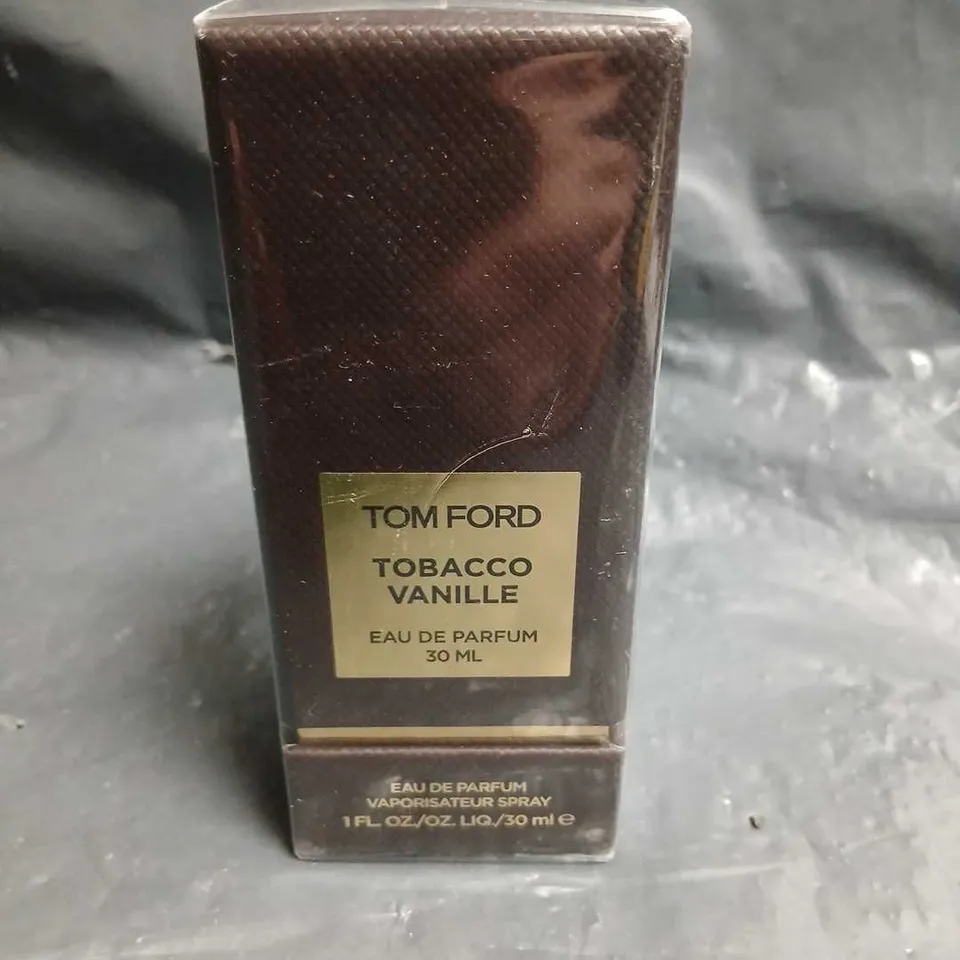 TOM FORD
TOBACCO
VANILLE
EAU DE PARFUM
30 ML
EAU DE PARFUM
VAPORISATEUR SPRAY
1 FL. OZ./OZ. LIQ./30 ml ℮